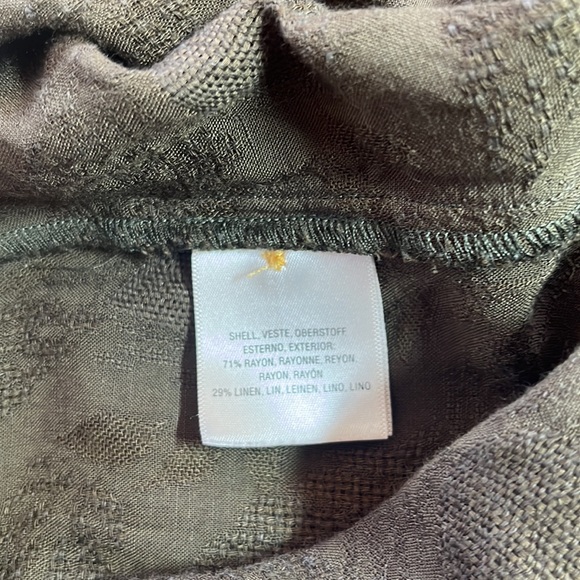 SHELL, VESTE, OBERSTOFF
ESTERNO, EXTERIOR:
71% RAYON, RAYONNE, REYON
RAYON, RAYÓN
29% LINEN, LIN, LEINEN, LINO, LINO